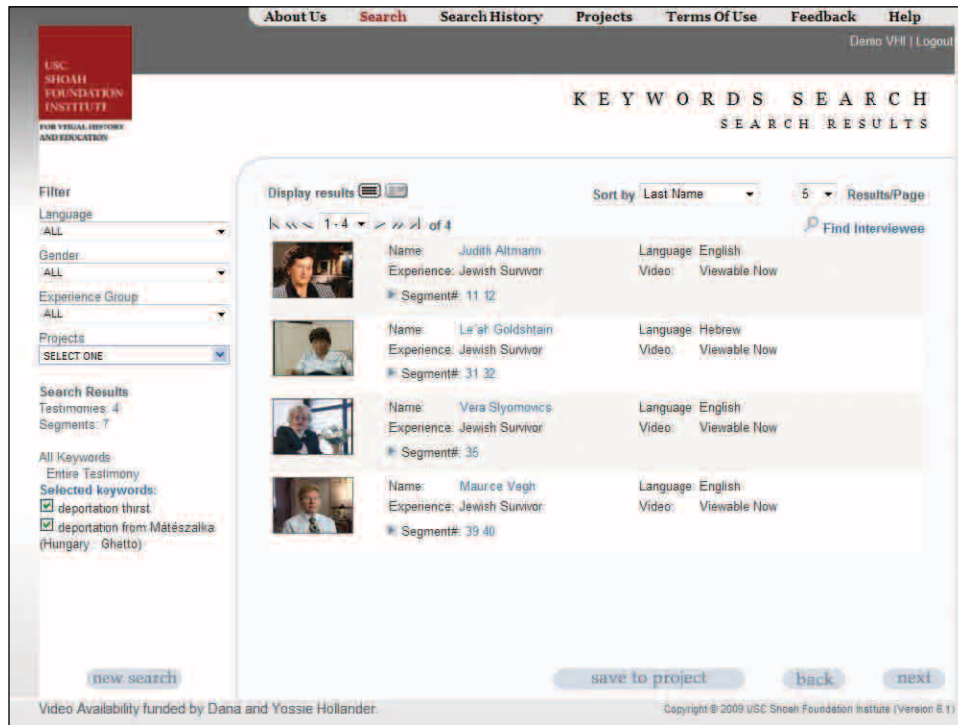 About Us Search Search History Projects Terms Of Use Feedback Help
Demo VHI | Logout
USC
SHOAH
FOUNDATION
INSTITUTE
FOR VISUAL HISTORY
AND EDUCATION
KEYWORDS SEARCH
SEARCH RESULTS
Filter
Language
ALL
Gender
ALL
Experience Group
ALL
Projects
SELECT ONE
Search Results
Testimonies: 4
Segments: 7
All Keywords
Entire Testimony
Selected keywords:
deportation thirst
deportation from Mátészalka
(Hungary : Ghetto)
new search
Display results
Sort by Last Name 5 Results/Page
1-4 of 4
Find Interviewee
Name: Judith Altmann Language: English
Experience: Jewish Survivor Video: Viewable Now
Segment#: 11 12
Name: Le'ah Goldshtain Language: Hebrew
Experience: Jewish Survivor Video: Viewable Now
Segment#: 31 32
Name: Vera Slyomovics Language: English
Experience: Jewish Survivor Video: Viewable Now
Segment#: 35
Name: Maurice Vegh Language: English
Experience: Jewish Survivor Video: Viewable Now
Segment#: 39 40
save to project back next
Video Availability funded by Dana and Yossie Hollander.
Copyright © 2009 USC Shoah Foundation Institute (Version 8.1)